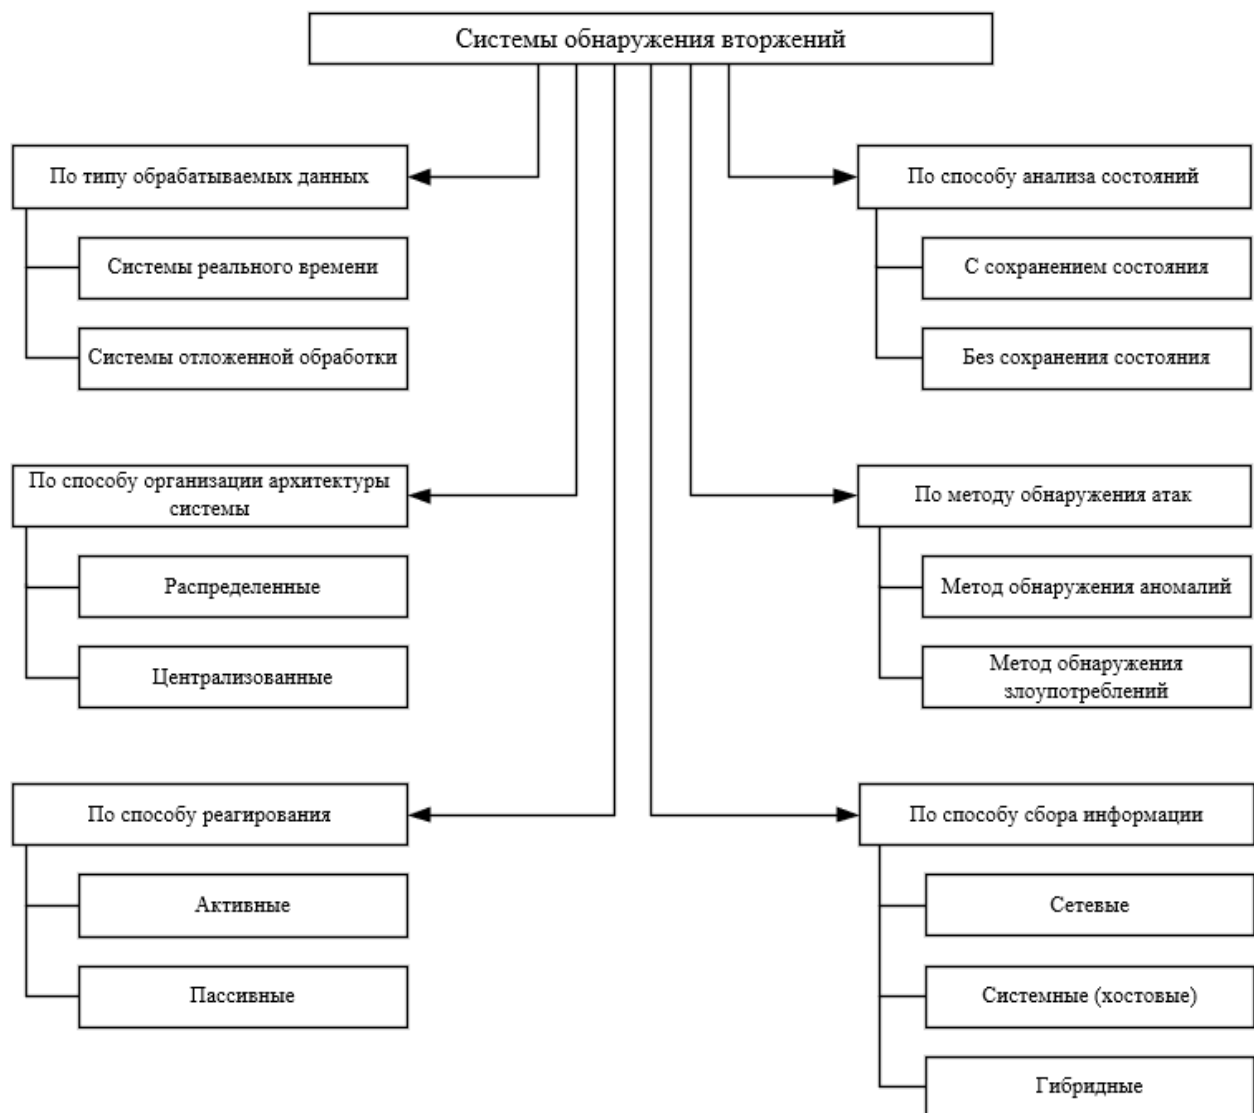 Системы обнаружения вторжений
По типу обрабатываемых данных
Системы реального времени
Системы отложенной обработки
По способу организации архитектуры
системы
Распределенные
Централизованные
По способу реагирования
Активные
Пассивные
По способу анализа состояний
С сохранением состояния
Без сохранения состояния
По методу обнаружения атак
Метод обнаружения аномалий
Метод обнаружения
злоупотреблений
По способу сбора информации
Сетевые
Системные (хостовые)
Гибридные